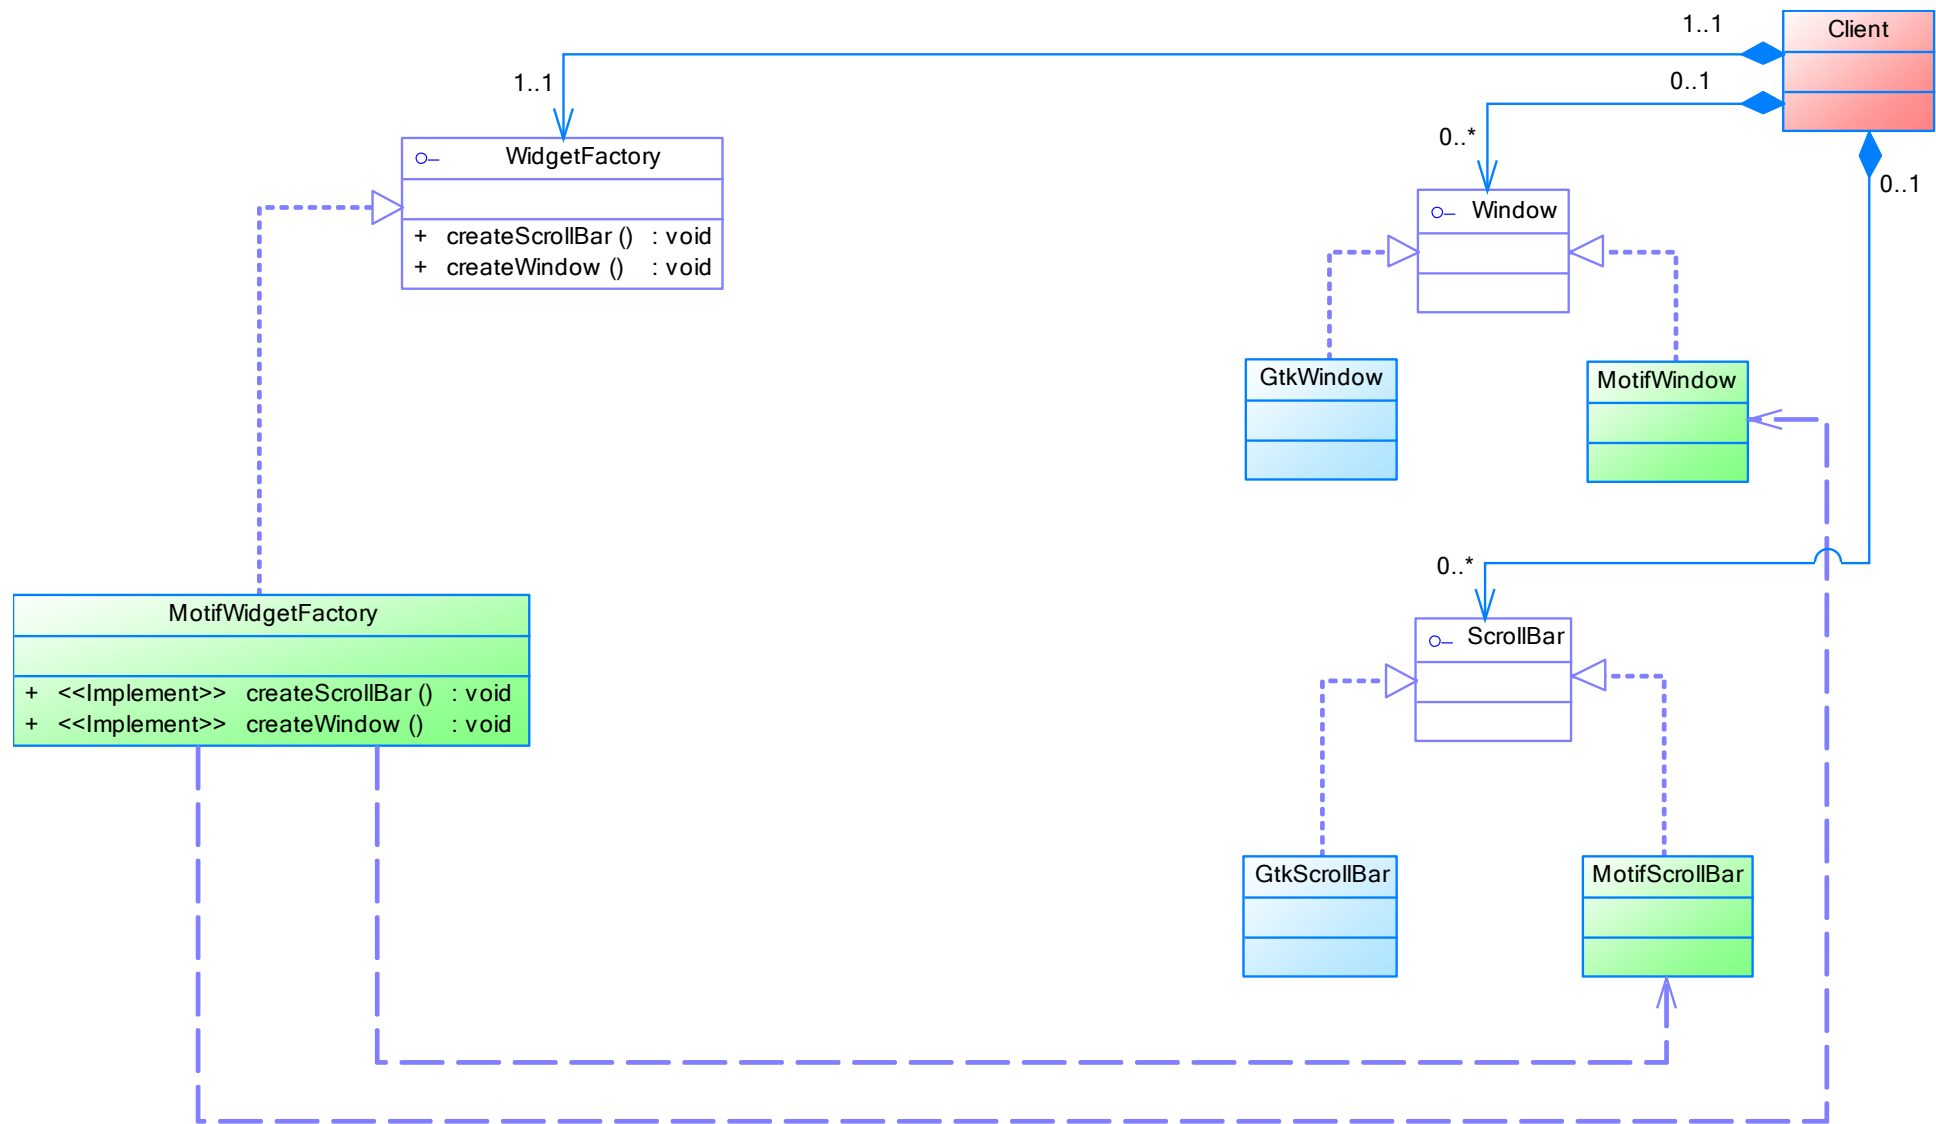 1..1
Client
0..1
1..1
0..*
WidgetFactory
0..1
Window
+ createScrollBar () : void
+ createWindow () : void
GtkWindow
MotifWindow
0..*
MotifWidgetFactory
ScrollBar
+ <<Implement>> createScrollBar () : void
+ <<Implement>> createWindow () : void
GtkScrollBar
MotifScrollBar